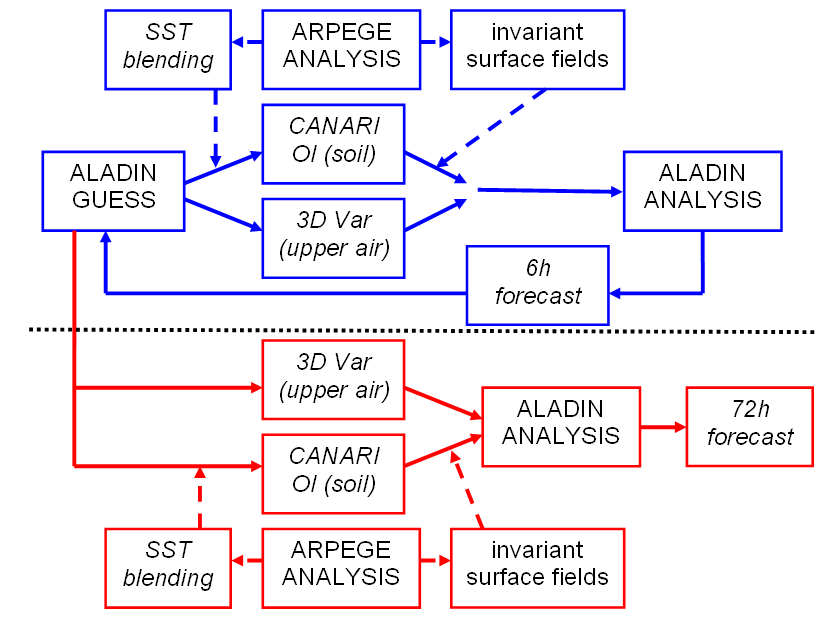 SST
blending
ARPEGE
ANALYSIS
invariant
surface fields
CANARI
OI (soil)
ALADIN
GUESS
ALADIN
ANALYSIS
3D Var
(upper air)
6h
forecast
3D Var
(upper air)
ALADIN
ANALYSIS
72h
forecast
CANARI
OI (soil)
SST
blending
ARPEGE
ANALYSIS
invariant
surface fields